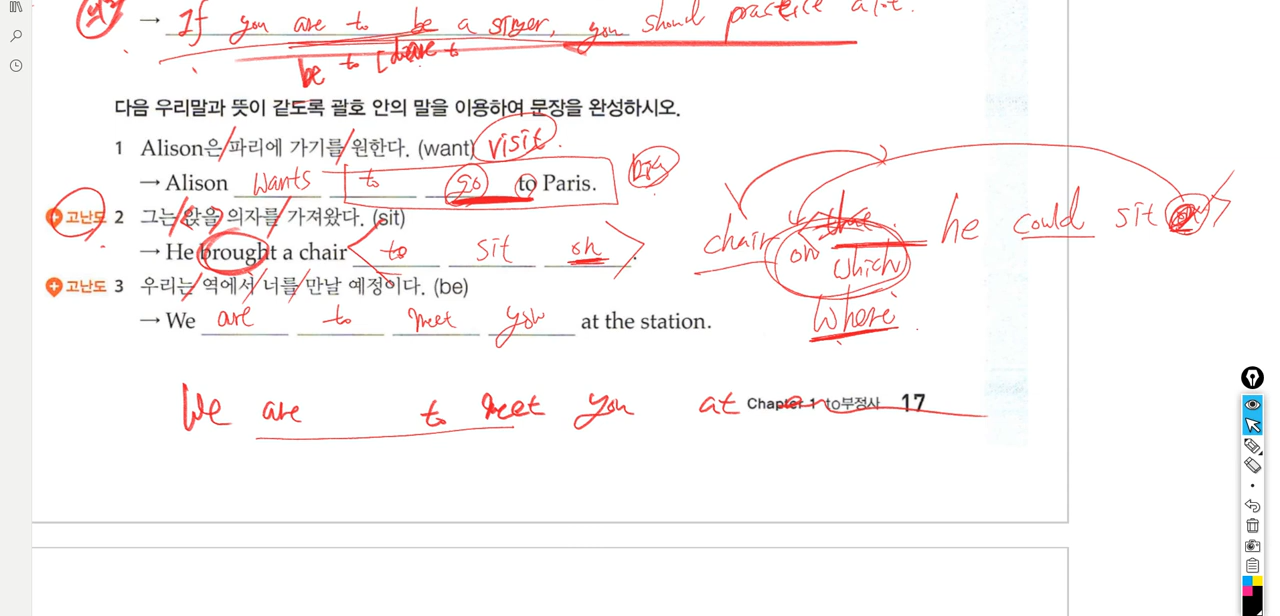 → If you are to be a singer, you should practice a lot.
be to
다음 우리말과 뜻이 같도록 괄호 안의 말을 이용하여 문장을 완성하시오.
1 Alison은/파리에 가기를/원한다. (want) visit.
→ Alison wants to go to Paris.
고난도 2 그는/앉을 의자를/가져왔다. (sit)
→ He brought a chair < to sit on >.
chair that he could sit on >
on which
where
고난도 3 우리는/역에서/너를/만날 예정이다. (be)
→ We are to meet you at the station.
We are to meet you at
Chapter 1 to부정사 17